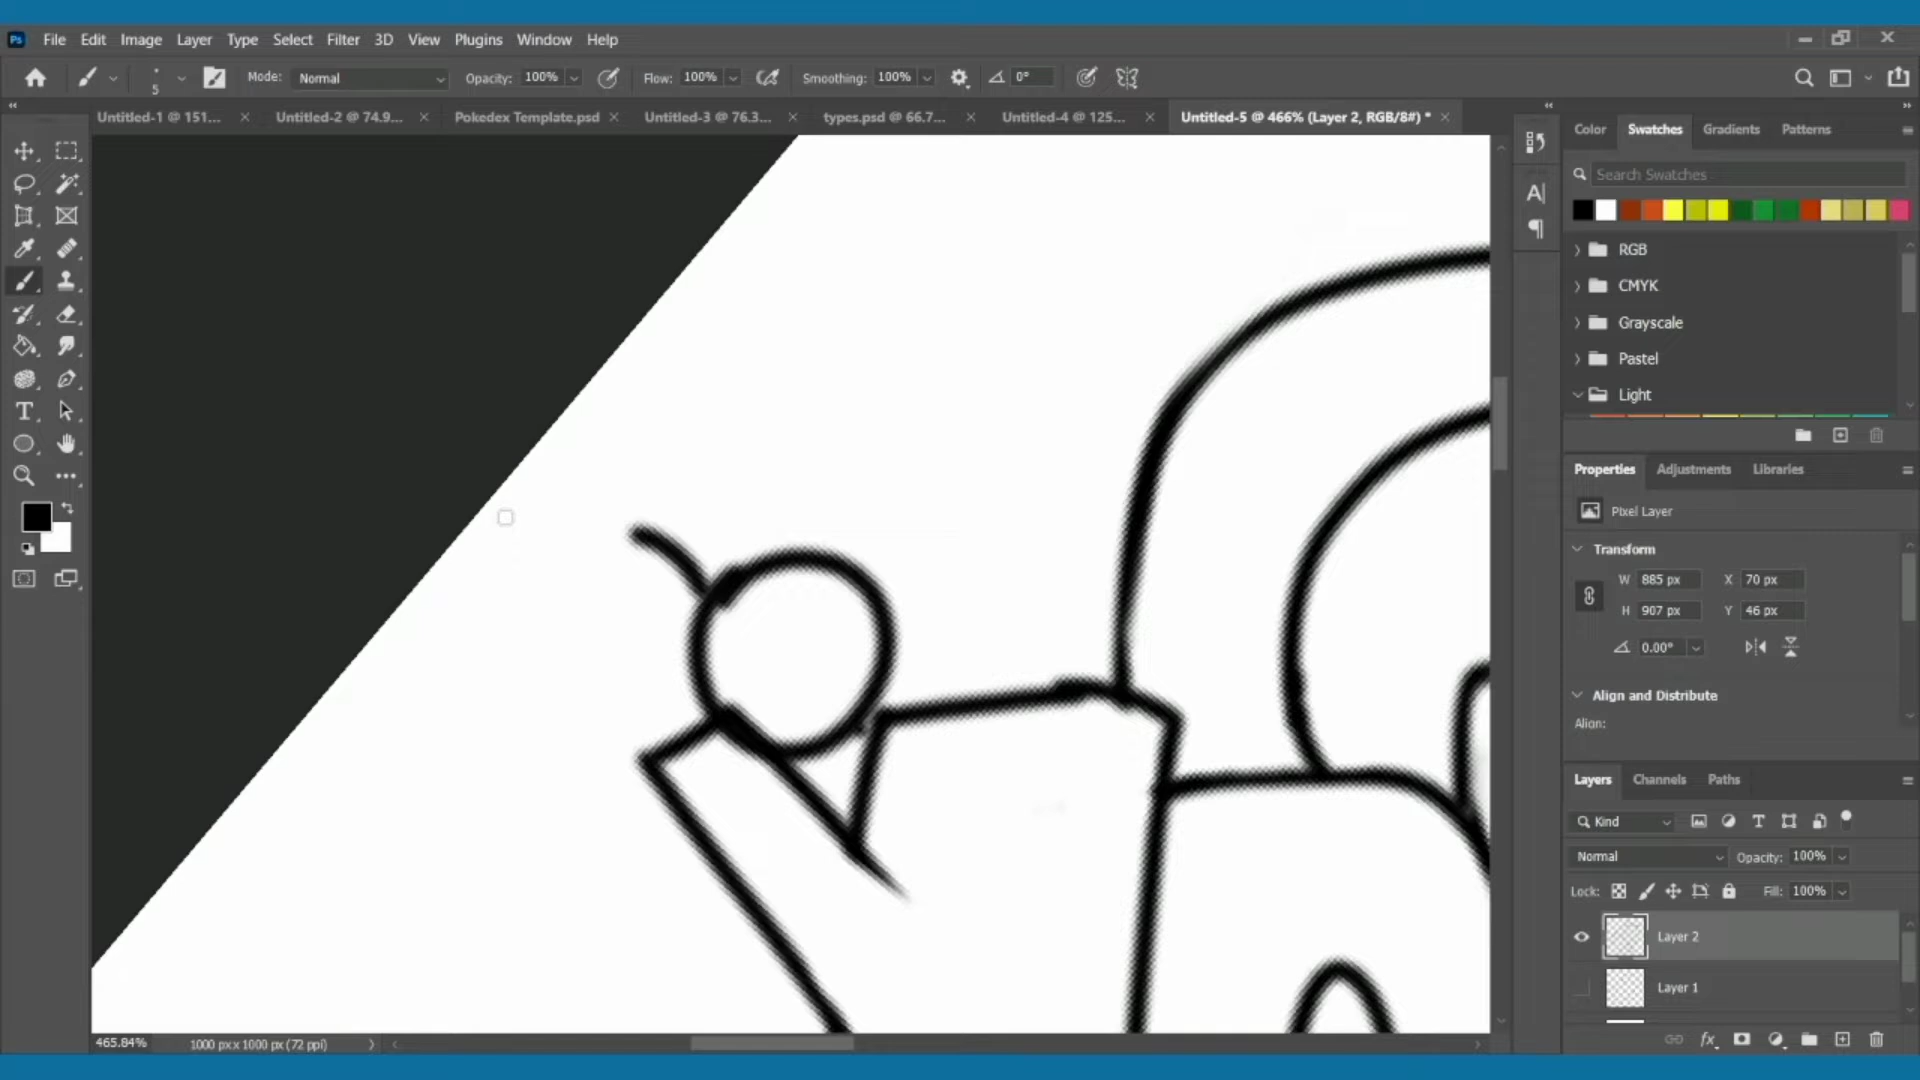 Ps File Edit Image Layer Type Select Filter 3D View Plugins Window Help
5 Mode: Normal Opacity: 100% Flow: 100% Smoothing: 100% 0°
Untitled-1 @ 151... Untitled-2 @ 74.9... Pokedex Template.psd Untitled-3 @ 76.3... types.psd @ 66.7... Untitled-4 @ 125... Untitled-5 @ 466% (Layer 2, RGB/8#) *
Color Swatches Gradients Patterns
Search Swatches
RGB
CMYK
Grayscale
Pastel
Light
Properties Adjustments Libraries
Pixel Layer
Transform
W 885 px X 70 px
H 907 px Y 46 px
0.00°
Align and Distribute
Align:
Layers Channels Paths
Kind
Normal Opacity: 100%
Lock: Fill: 100%
Layer 2
Layer 1
465.84% 1000 px x 1000 px (72 ppi)